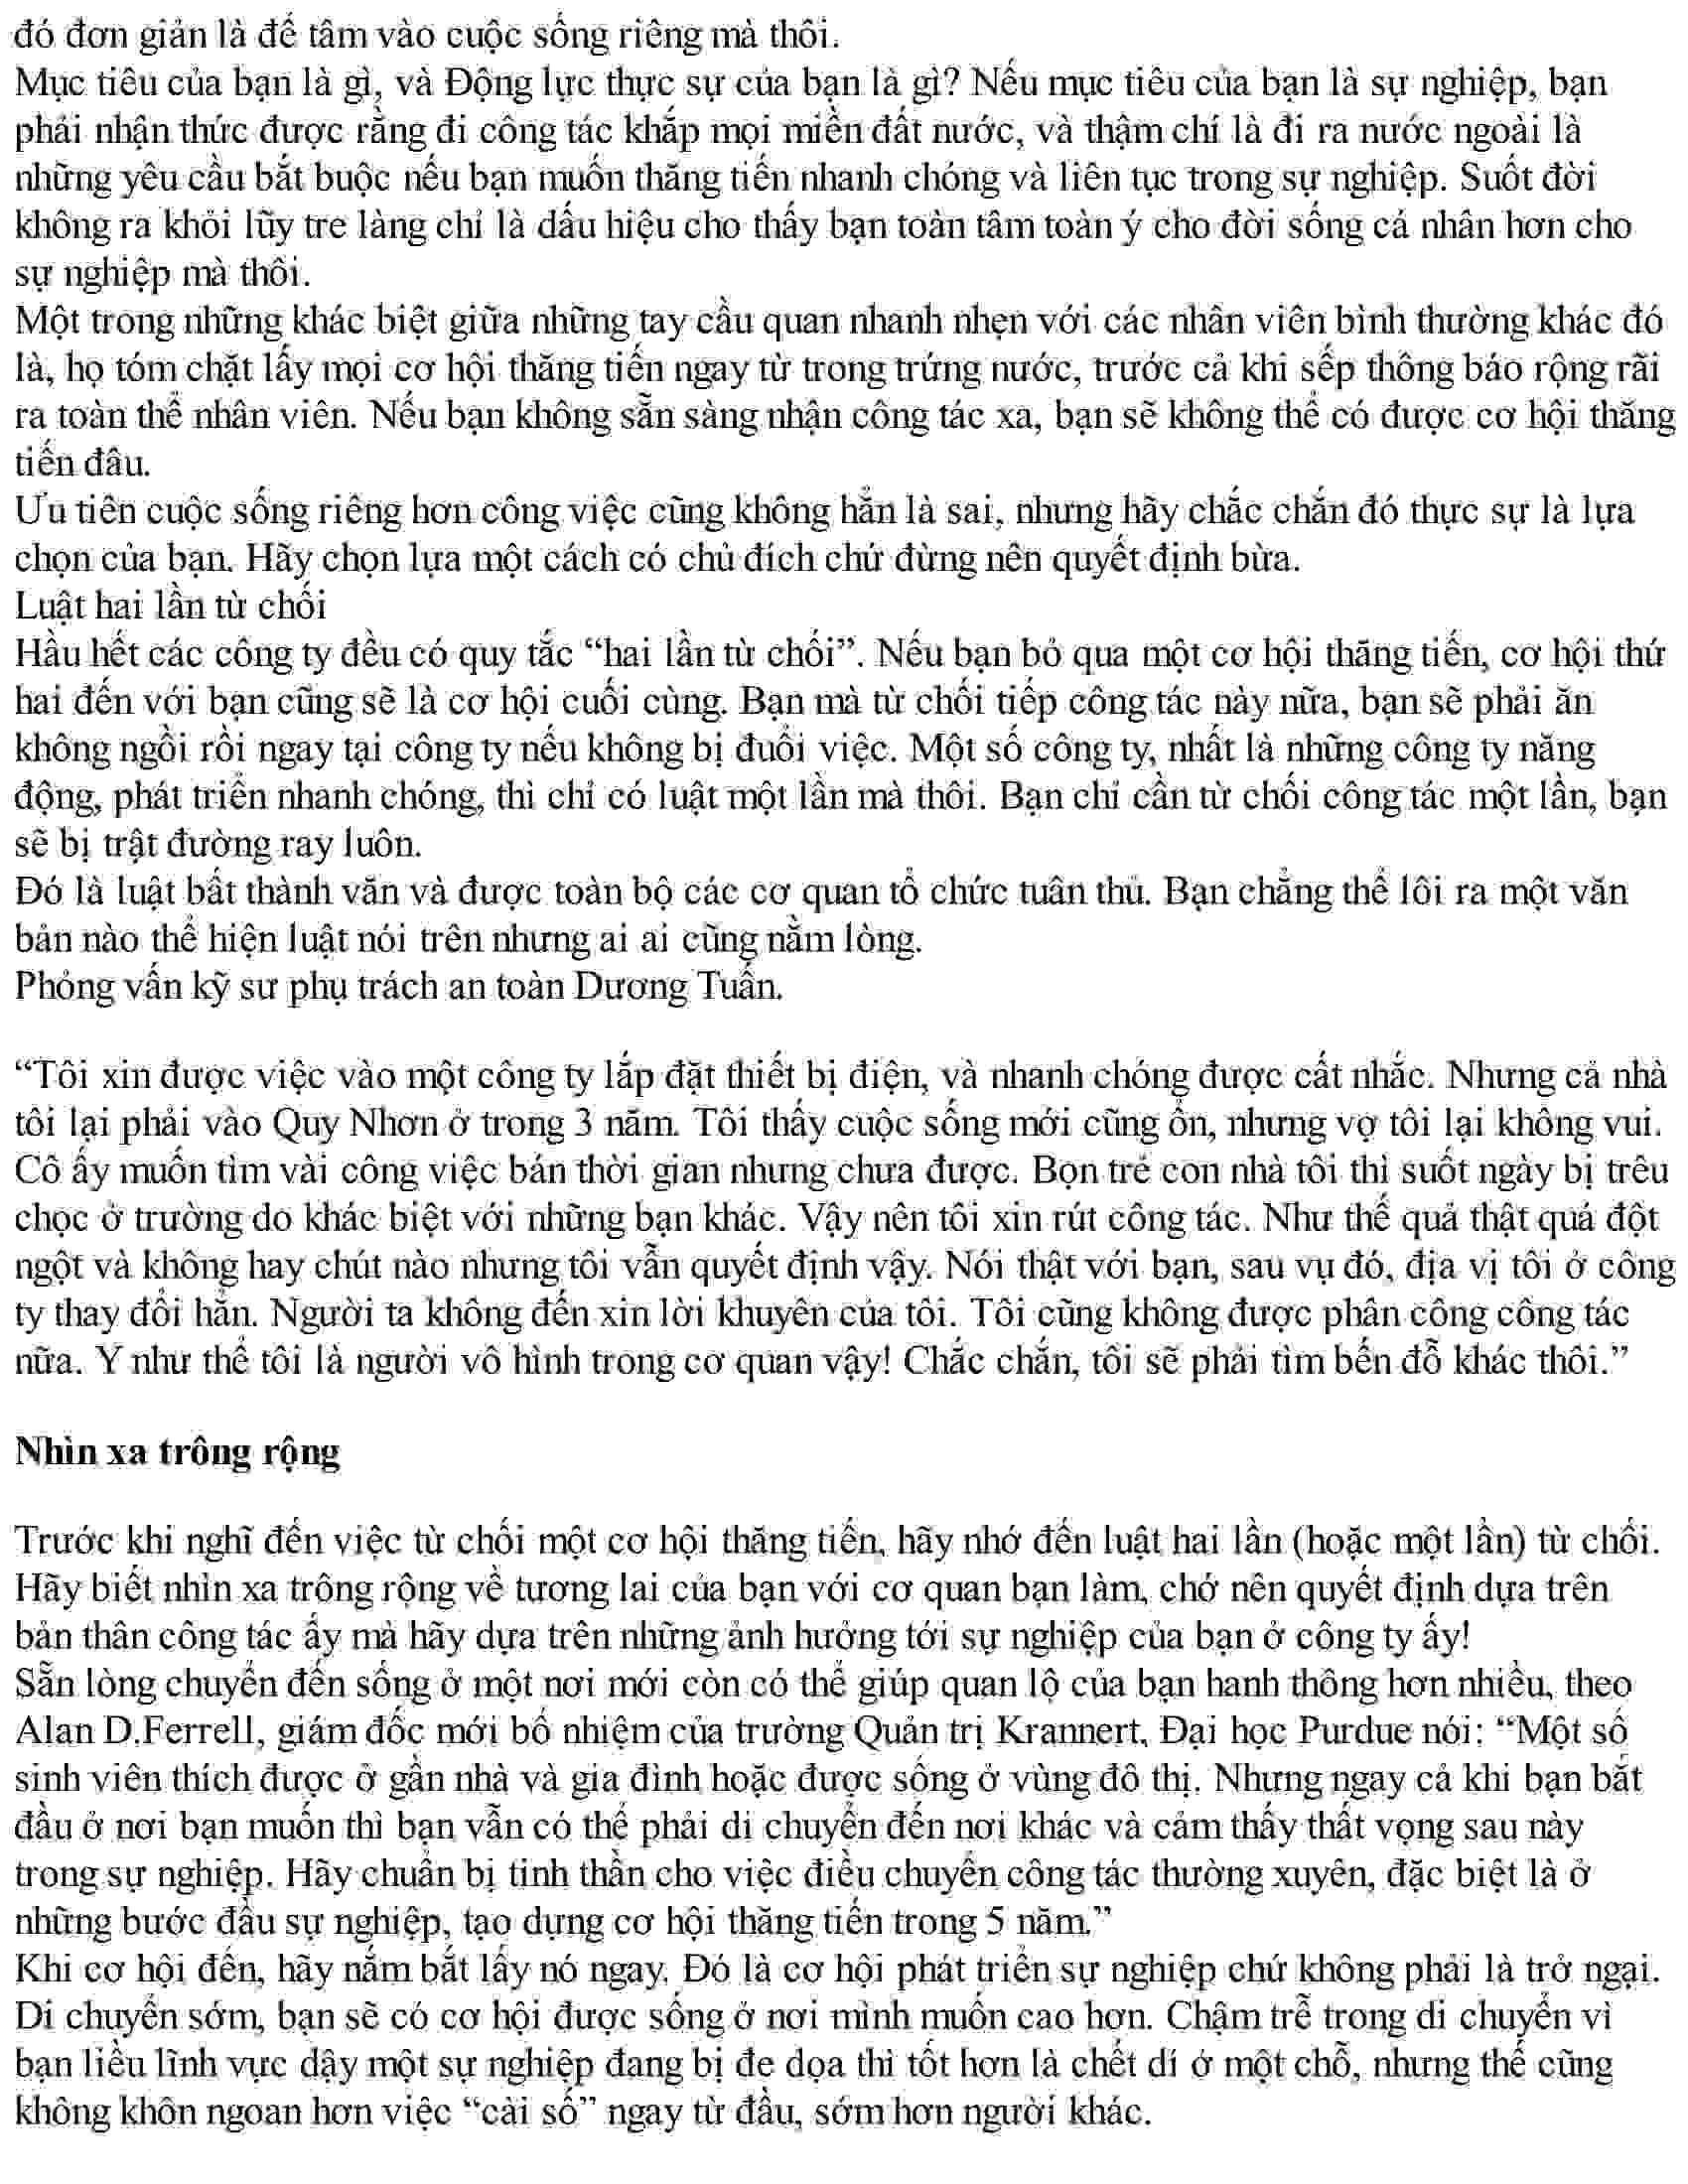 đó đơn giản là để tâm vào cuộc sống riêng mà thôi.
Mục tiêu của bạn là gì, và Động lực thực sự của bạn là gì? Nếu mục tiêu của bạn là sự nghiệp, bạn
phải nhận thức được rằng đi công tác khắp mọi miền đất nước, và thậm chí là đi ra nước ngoài là
những yêu cầu bắt buộc nếu bạn muốn thăng tiến nhanh chóng và liên tục trong sự nghiệp. Suốt đời
không ra khỏi lũy tre làng chỉ là dấu hiệu cho thấy bạn toàn tâm toàn ý cho đời sống cá nhân hơn cho
sự nghiệp mà thôi.
Một trong những khác biệt giữa những tay cầu quan nhanh nhẹn với các nhân viên bình thường khác đó
là, họ tóm chặt lấy mọi cơ hội thăng tiến ngay từ trong trứng nước, trước cả khi sếp thông báo rộng rãi
ra toàn thể nhân viên. Nếu bạn không sẵn sàng nhận công tác xa, bạn sẽ không thể có được cơ hội thăng
tiến đâu.
Ưu tiên cuộc sống riêng hơn công việc cũng không hẳn là sai, nhưng hãy chắc chắn đó thực sự là lựa
chọn của bạn. Hãy chọn lựa một cách có chủ đích chứ đừng nên quyết định bừa.
Luật hai lần từ chối
Hầu hết các công ty đều có quy tắc “hai lần từ chối”. Nếu bạn bỏ qua một cơ hội thăng tiến, cơ hội thứ
hai đến với bạn cũng sẽ là cơ hội cuối cùng. Bạn mà từ chối tiếp công tác này nữa, bạn sẽ phải ăn
không ngồi rồi ngay tại công ty nếu không bị đuổi việc. Một số công ty, nhất là những công ty năng
động, phát triển nhanh chóng, thì chỉ có luật một lần mà thôi. Bạn chỉ cần từ chối công tác một lần, bạn
sẽ bị trật đường ray luôn.
Đó là luật bất thành văn và được toàn bộ các cơ quan tổ chức tuân thủ. Bạn chẳng thể lôi ra một văn
bản nào thể hiện luật nói trên nhưng ai ai cũng nằm lòng.
Phỏng vấn kỹ sư phụ trách an toàn Dương Tuấn.
“Tôi xin được việc vào một công ty lắp đặt thiết bị điện, và nhanh chóng được cất nhắc. Nhưng cả nhà
tôi lại phải vào Quy Nhơn ở trong 3 năm. Tôi thấy cuộc sống mới cũng ổn, nhưng vợ tôi lại không vui.
Cô ấy muốn tìm vài công việc bán thời gian nhưng chưa được. Bọn trẻ con nhà tôi thì suốt ngày bị trêu
chọc ở trường do khác biệt với những bạn khác. Vậy nên tôi xin rút công tác. Như thế quả thật quá đột
ngột và không hay chút nào nhưng tôi vẫn quyết định vậy. Nói thật với bạn, sau vụ đó, địa vị tôi ở công
ty thay đổi hẳn. Người ta không đến xin lời khuyên của tôi. Tôi cũng không được phân công công tác
nữa. Y như thể tôi là người vô hình trong cơ quan vậy! Chắc chắn, tôi sẽ phải tìm bến đỗ khác thôi.”
Nhìn xa trông rộng
Trước khi nghĩ đến việc từ chối một cơ hội thăng tiến, hãy nhớ đến luật hai lần (hoặc một lần) từ chối.
Hãy biết nhìn xa trông rộng về tương lai của bạn với cơ quan bạn làm, chớ nên quyết định dựa trên
bản thân công tác ấy mà hãy dựa trên những ảnh hưởng tới sự nghiệp của bạn ở công ty ấy!
Sẵn lòng chuyển đến sống ở một nơi mới còn có thể giúp quan lộ của bạn hanh thông hơn nhiều, theo
Alan D.Ferrell, giám đốc mới bổ nhiệm của trường Quản trị Krannert, Đại học Purdue nói: “Một số
sinh viên thích được ở gần nhà và gia đình hoặc được sống ở vùng đô thị. Nhưng ngay cả khi bạn bắt
đầu ở nơi bạn muốn thì bạn vẫn có thể phải di chuyển đến nơi khác và cảm thấy thất vọng sau này
trong sự nghiệp. Hãy chuẩn bị tinh thần cho việc điều chuyển công tác thường xuyên, đặc biệt là ở
những bước đầu sự nghiệp, tạo dựng cơ hội thăng tiến trong 5 năm.”
Khi cơ hội đến, hãy nắm bắt lấy nó ngay. Đó là cơ hội phát triển sự nghiệp chứ không phải là trở ngại.
Di chuyển sớm, bạn sẽ có cơ hội được sống ở nơi mình muốn cao hơn. Chậm trễ trong di chuyển vì
bạn liều lĩnh vực dậy một sự nghiệp đang bị đe dọa thì tốt hơn là chết dí ở một chỗ, nhưng thế cũng
không khôn ngoan hơn việc “cài số” ngay từ đầu, sớm hơn người khác.